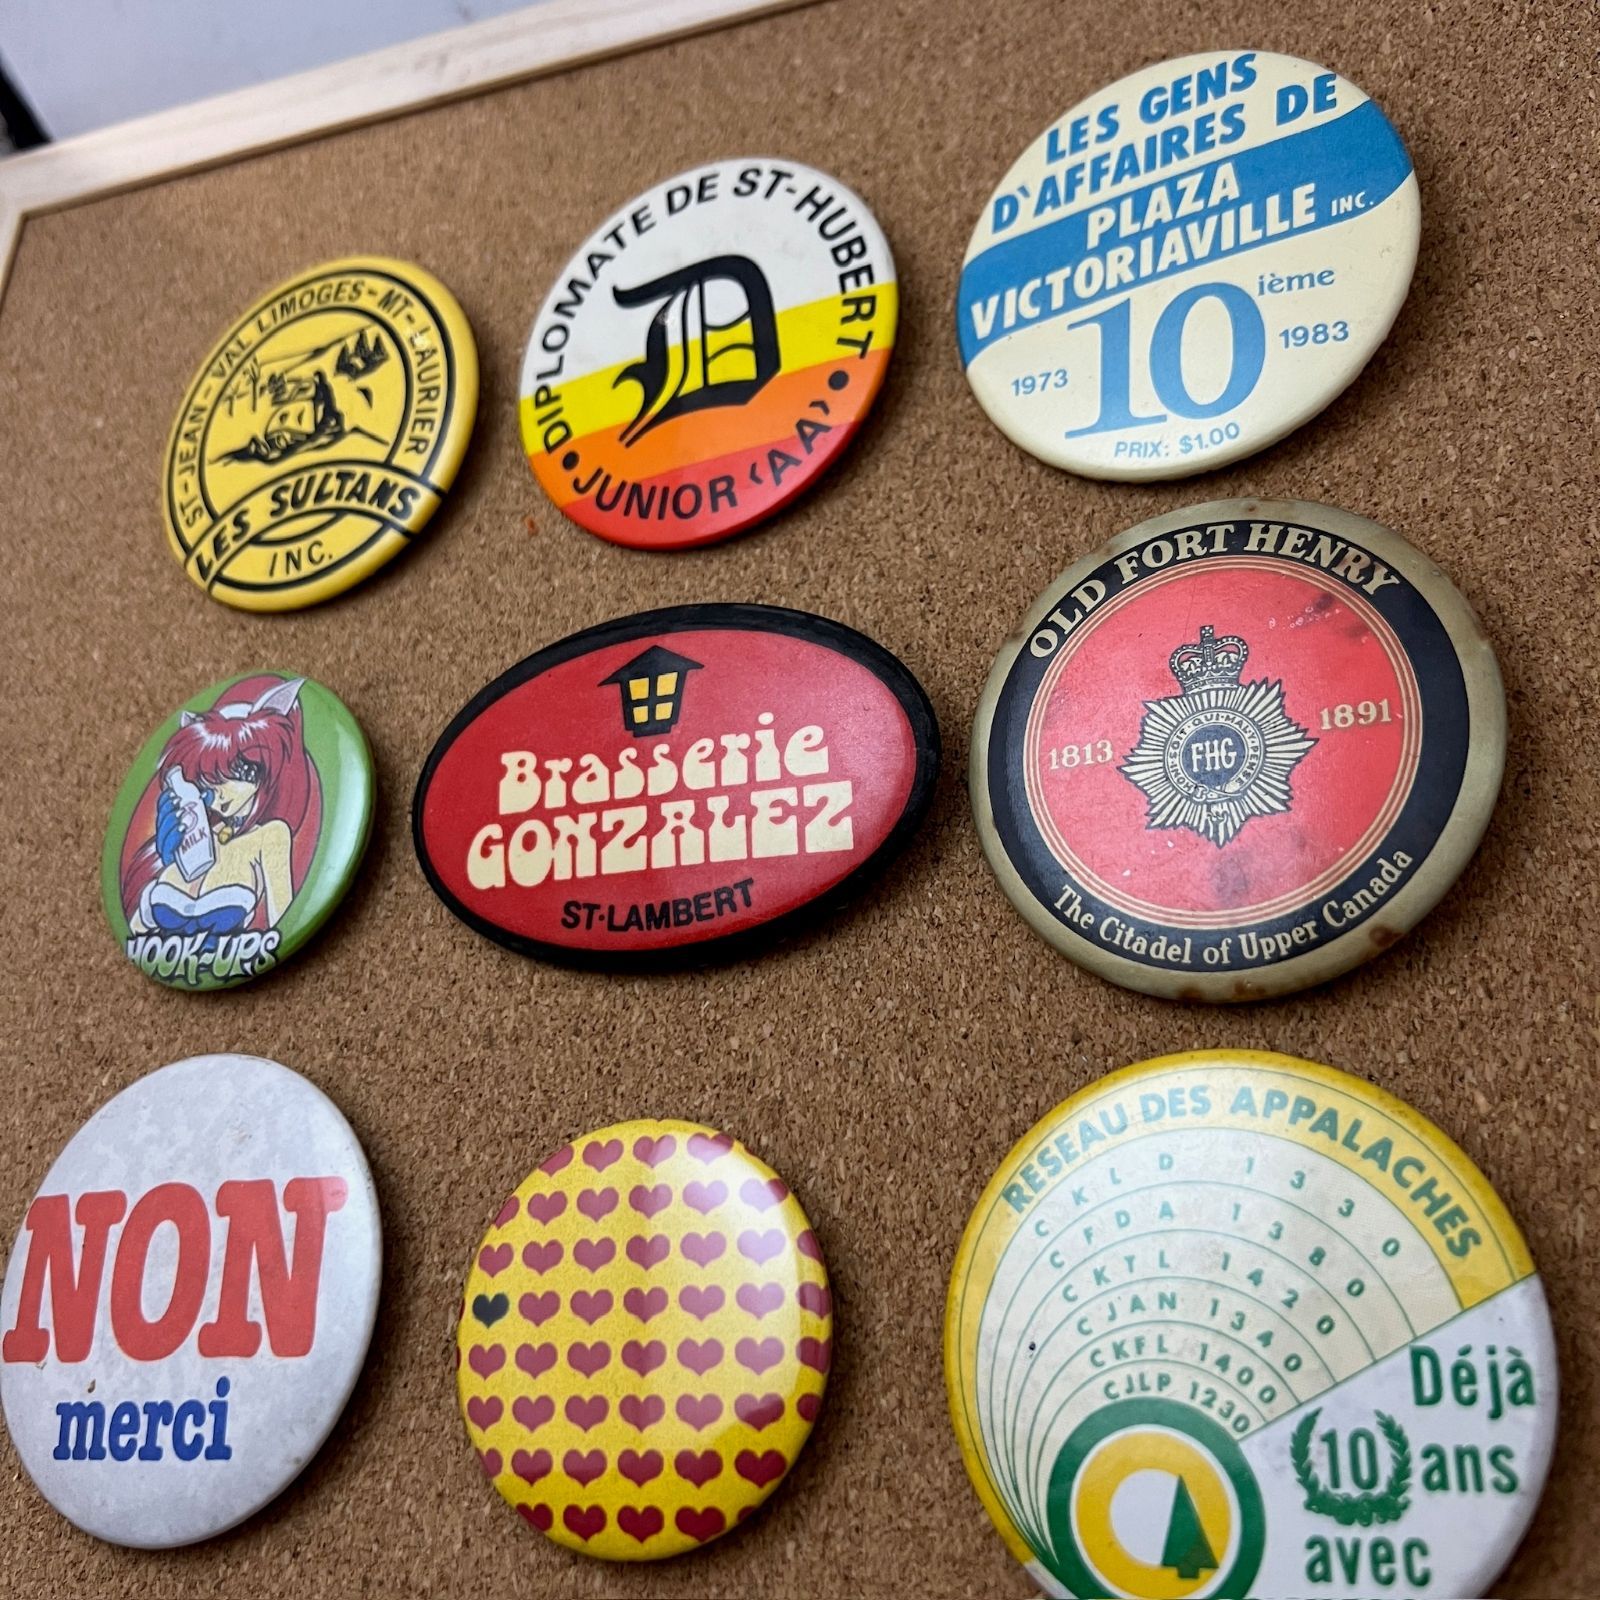 ST-JEAN-VAL LIMOGES-MT-LAURIER
LES SULTANS
INC.
DIPLOMATE DE ST-HUBERT
D
JUNIOR ‹AA›
LES GENS
D'AFFAIRES DE
PLAZA
VICTORIAVILLE INC.
10ième
1973
1983
PRIX: $1.00
MILK
HOOK-UPS
Brasserie
GONZALEZ
ST-LAMBERT
OLD FORT HENRY
1813
FHG
1891
The Citadel of Upper Canada
NON
merci
RESEAU DES APPALACHES
CKLD 1330
CFDA 1380
CKTL 1420
CJAN 1340
CKFL 1400
CJLP 1230
Déjà
10 ans
avec